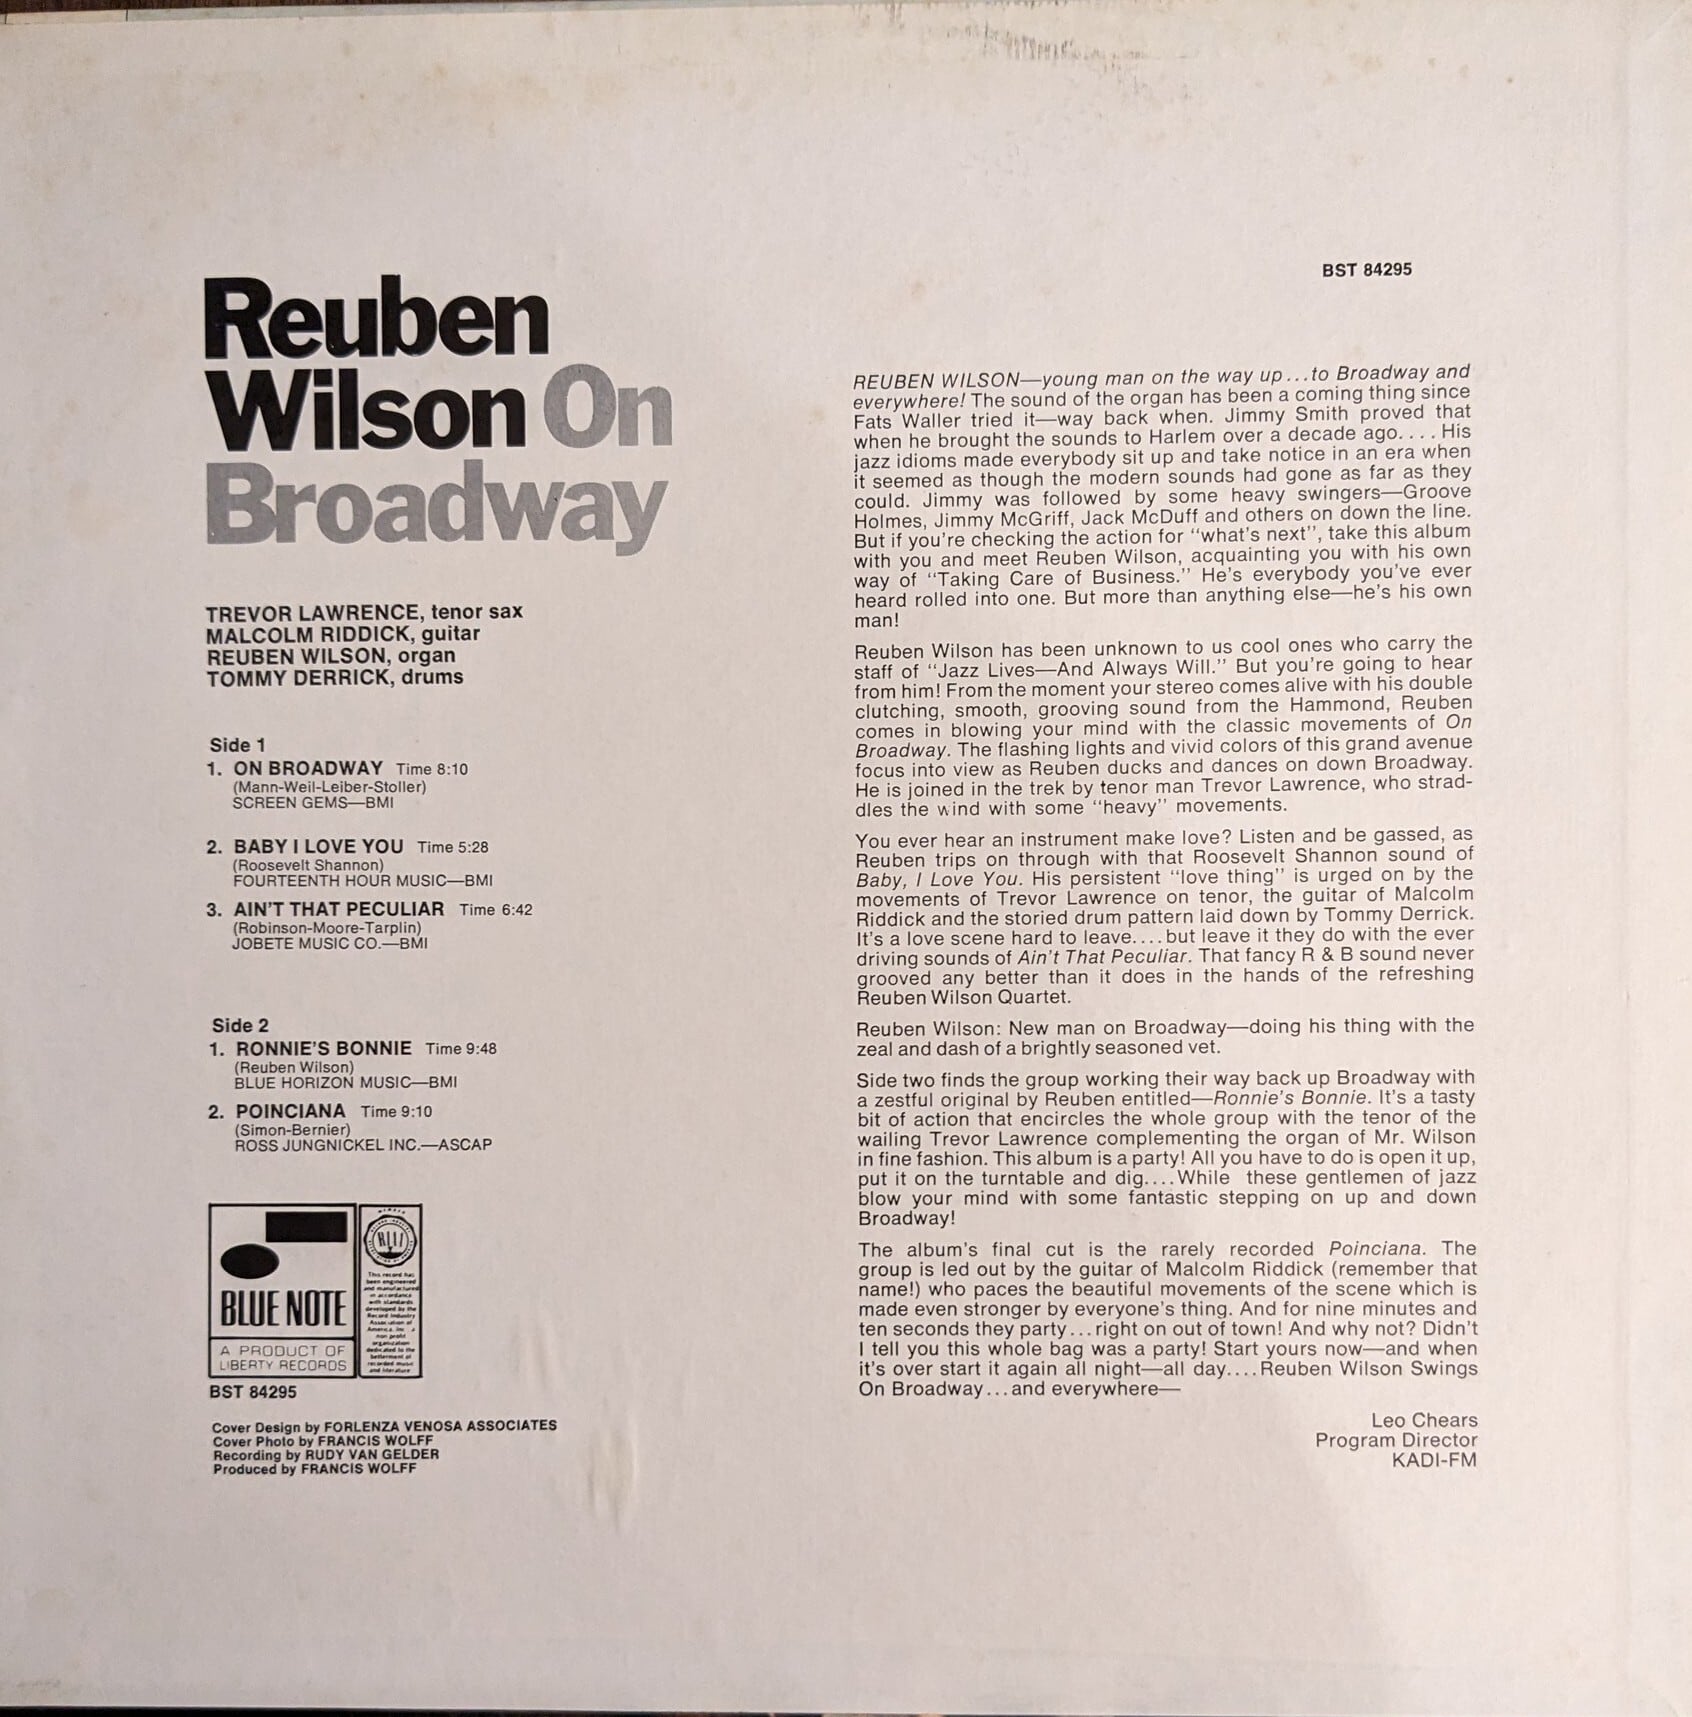 BST 84295
Reuben
Wilson On
Broadway
TREVOR LAWRENCE, tenor sax
MALCOLM RIDDICK, guitar
REUBEN WILSON, organ
TOMMY DERRICK, drums
Side 1
1. ON BROADWAY Time 8:10
(Mann-Weil-Leiber-Stoller)
SCREEN GEMS—BMI
2. BABY I LOVE YOU Time 5:28
(Roosevelt Shannon)
FOURTEENTH HOUR MUSIC—BMI
3. AIN'T THAT PECULIAR Time 6:42
(Robinson-Moore-Tarplin)
JOBETE MUSIC CO.—BMI
Side 2
1. RONNIE'S BONNIE Time 9:48
(Reuben Wilson)
BLUE HORIZON MUSIC—BMI
2. POINCIANA Time 9:10
(Simon-Bernier)
ROSS JUNGNICKEL INC.—ASCAP
BLUE NOTE
A PRODUCT OF
LIBERTY RECORDS
This record has
been engineered
and manufactured
in accordance
with standards
developed by the
Record Industry
Association of
America, Inc. a
non profit
organization
dedicated to the
betterment of
recorded music
and literature
BST 84295
Cover Design by FORLENZA VENOSA ASSOCIATES
Cover Photo by FRANCIS WOLFF
Recording by RUDY VAN GELDER
Produced by FRANCIS WOLFF
REUBEN WILSON—young man on the way up...to Broadway and
everywhere! The sound of the organ has been a coming thing since
Fats Waller tried it—way back when. Jimmy Smith proved that
when he brought the sounds to Harlem over a decade ago.... His
jazz idioms made everybody sit up and take notice in an era when
it seemed as though the modern sounds had gone as far as they
could. Jimmy was followed by some heavy swingers—Groove
Holmes, Jimmy McGriff, Jack McDuff and others on down the line.
But if you're checking the action for "what's next", take this album
with you and meet Reuben Wilson, acquainting you with his own
way of "Taking Care of Business." He's everybody you've ever
heard rolled into one. But more than anything else—he's his own
man!
Reuben Wilson has been unknown to us cool ones who carry the
staff of "Jazz Lives—And Always Will." But you're going to hear
from him! From the moment your stereo comes alive with his double
clutching, smooth, grooving sound from the Hammond, Reuben
comes in blowing your mind with the classic movements of On
Broadway. The flashing lights and vivid colors of this grand avenue
focus into view as Reuben ducks and dances on down Broadway.
He is joined in the trek by tenor man Trevor Lawrence, who strad-
dles the wind with some "heavy" movements.
You ever hear an instrument make love? Listen and be gassed, as
Reuben trips on through with that Roosevelt Shannon sound of
Baby, I Love You. His persistent "love thing" is urged on by the
movements of Trevor Lawrence on tenor, the guitar of Malcolm
Riddick and the storied drum pattern laid down by Tommy Derrick.
It's a love scene hard to leave....but leave it they do with the ever
driving sounds of Ain't That Peculiar. That fancy R & B sound never
grooved any better than it does in the hands of the refreshing
Reuben Wilson Quartet.
Reuben Wilson: New man on Broadway—doing his thing with the
zeal and dash of a brightly seasoned vet.
Side two finds the group working their way back up Broadway with
a zestful original by Reuben entitled—Ronnie's Bonnie. It's a tasty
bit of action that encircles the whole group with the tenor of the
wailing Trevor Lawrence complementing the organ of Mr. Wilson
in fine fashion. This album is a party! All you have to do is open it up,
put it on the turntable and dig....While these gentlemen of jazz
blow your mind with some fantastic stepping on up and down
Broadway!
The album's final cut is the rarely recorded Poinciana. The
group is led out by the guitar of Malcolm Riddick (remember that
name!) who paces the beautiful movements of the scene which is
made even stronger by everyone's thing. And for nine minutes and
ten seconds they party...right on out of town! And why not? Didn't
I tell you this whole bag was a party! Start yours now—and when
it's over start it again all night—all day....Reuben Wilson Swings
On Broadway...and everywhere—
Leo Chears
Program Director
KADI-FM